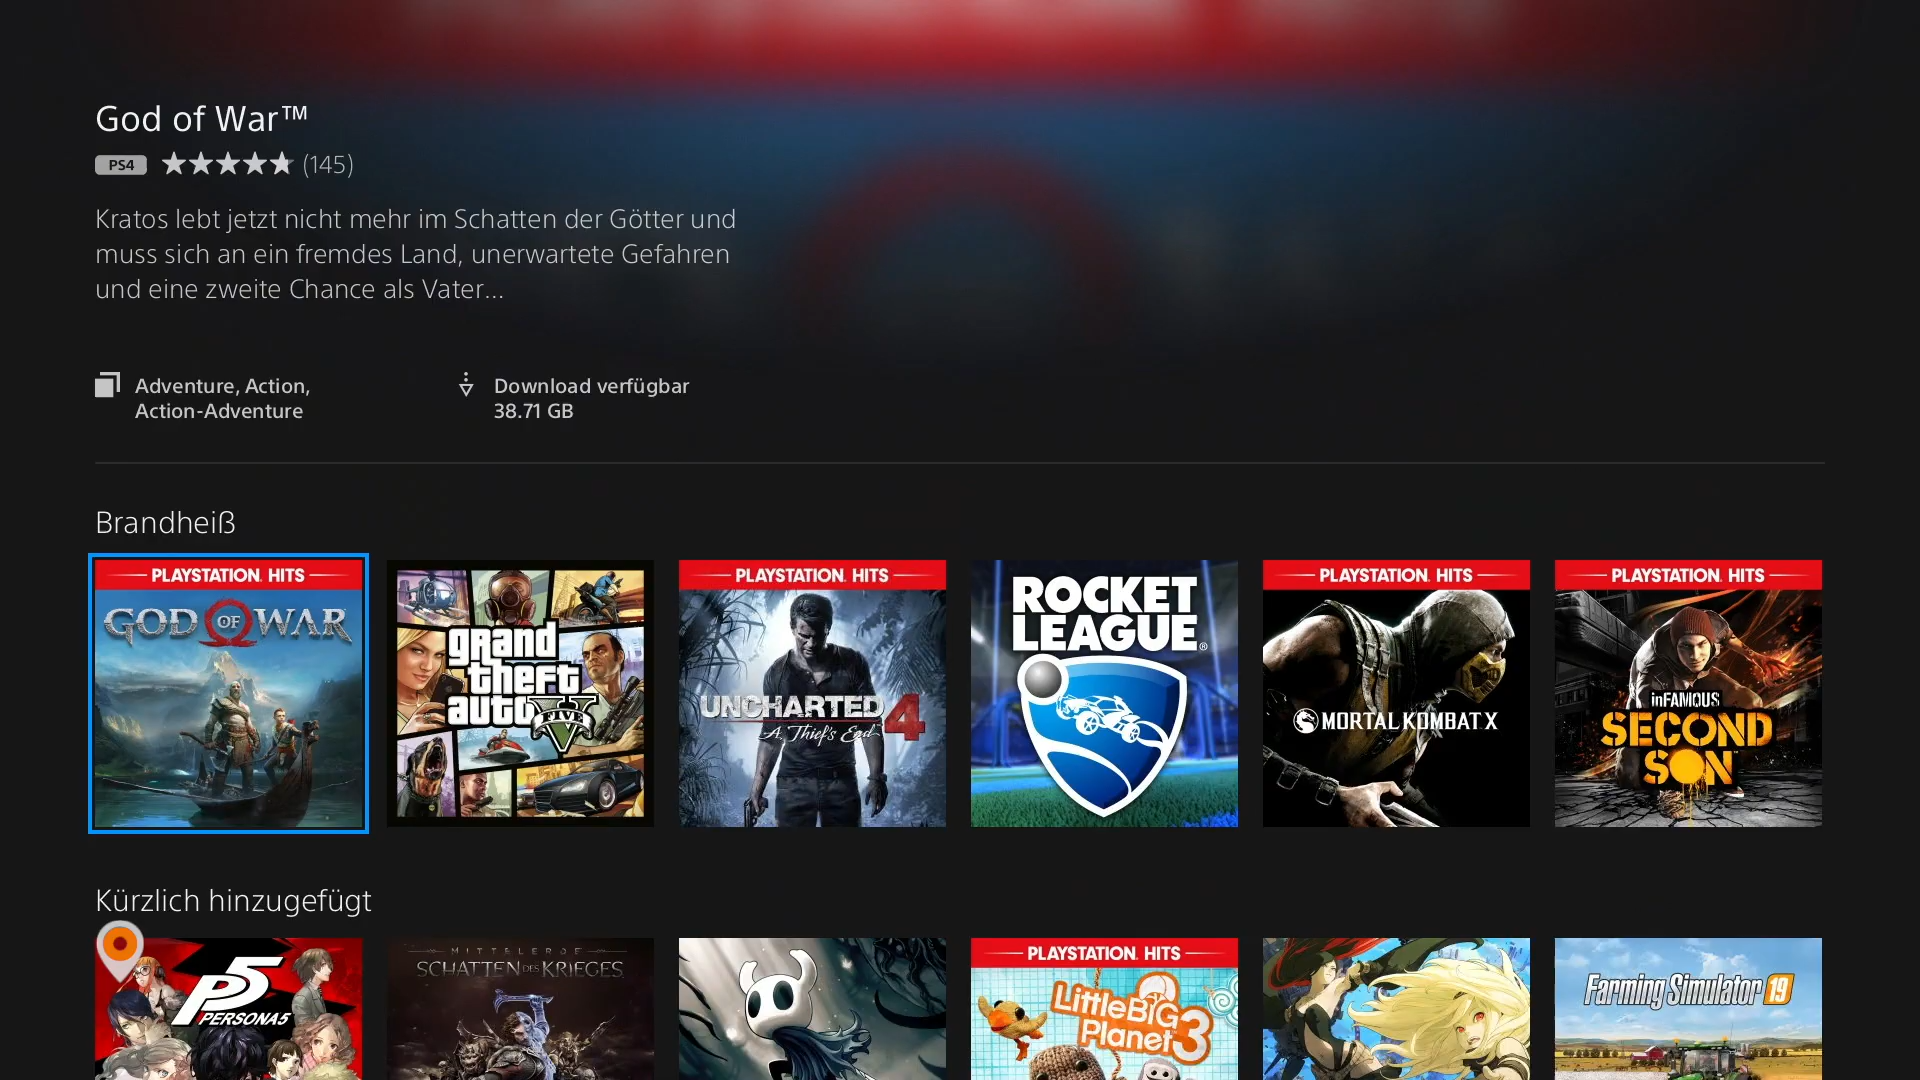 God of War™
PS4 (145)
Kratos lebt jetzt nicht mehr im Schatten der Götter und
muss sich an ein fremdes Land, unerwartete Gefahren
und eine zweite Chance als Vater...
Adventure, Action,
Action-Adventure
Download verfügbar
38.71 GB
Brandheiß
PLAYSTATION HITS
GOD OF WAR
grand
theft
auto
V
FIVE
PLAYSTATION HITS
UNCHARTED 4
A Thief's End
ROCKET
LEAGUE®
PLAYSTATION HITS
MORTAL KOMBAT X
PLAYSTATION HITS
inFAMOUS
SECOND
SON
Kürzlich hinzugefügt
P5
PERSONA5
MITTELERDE
SCHATTEN DES KRIEGES
PLAYSTATION HITS
LittleBIG
Planet 3
Farming Simulator 19